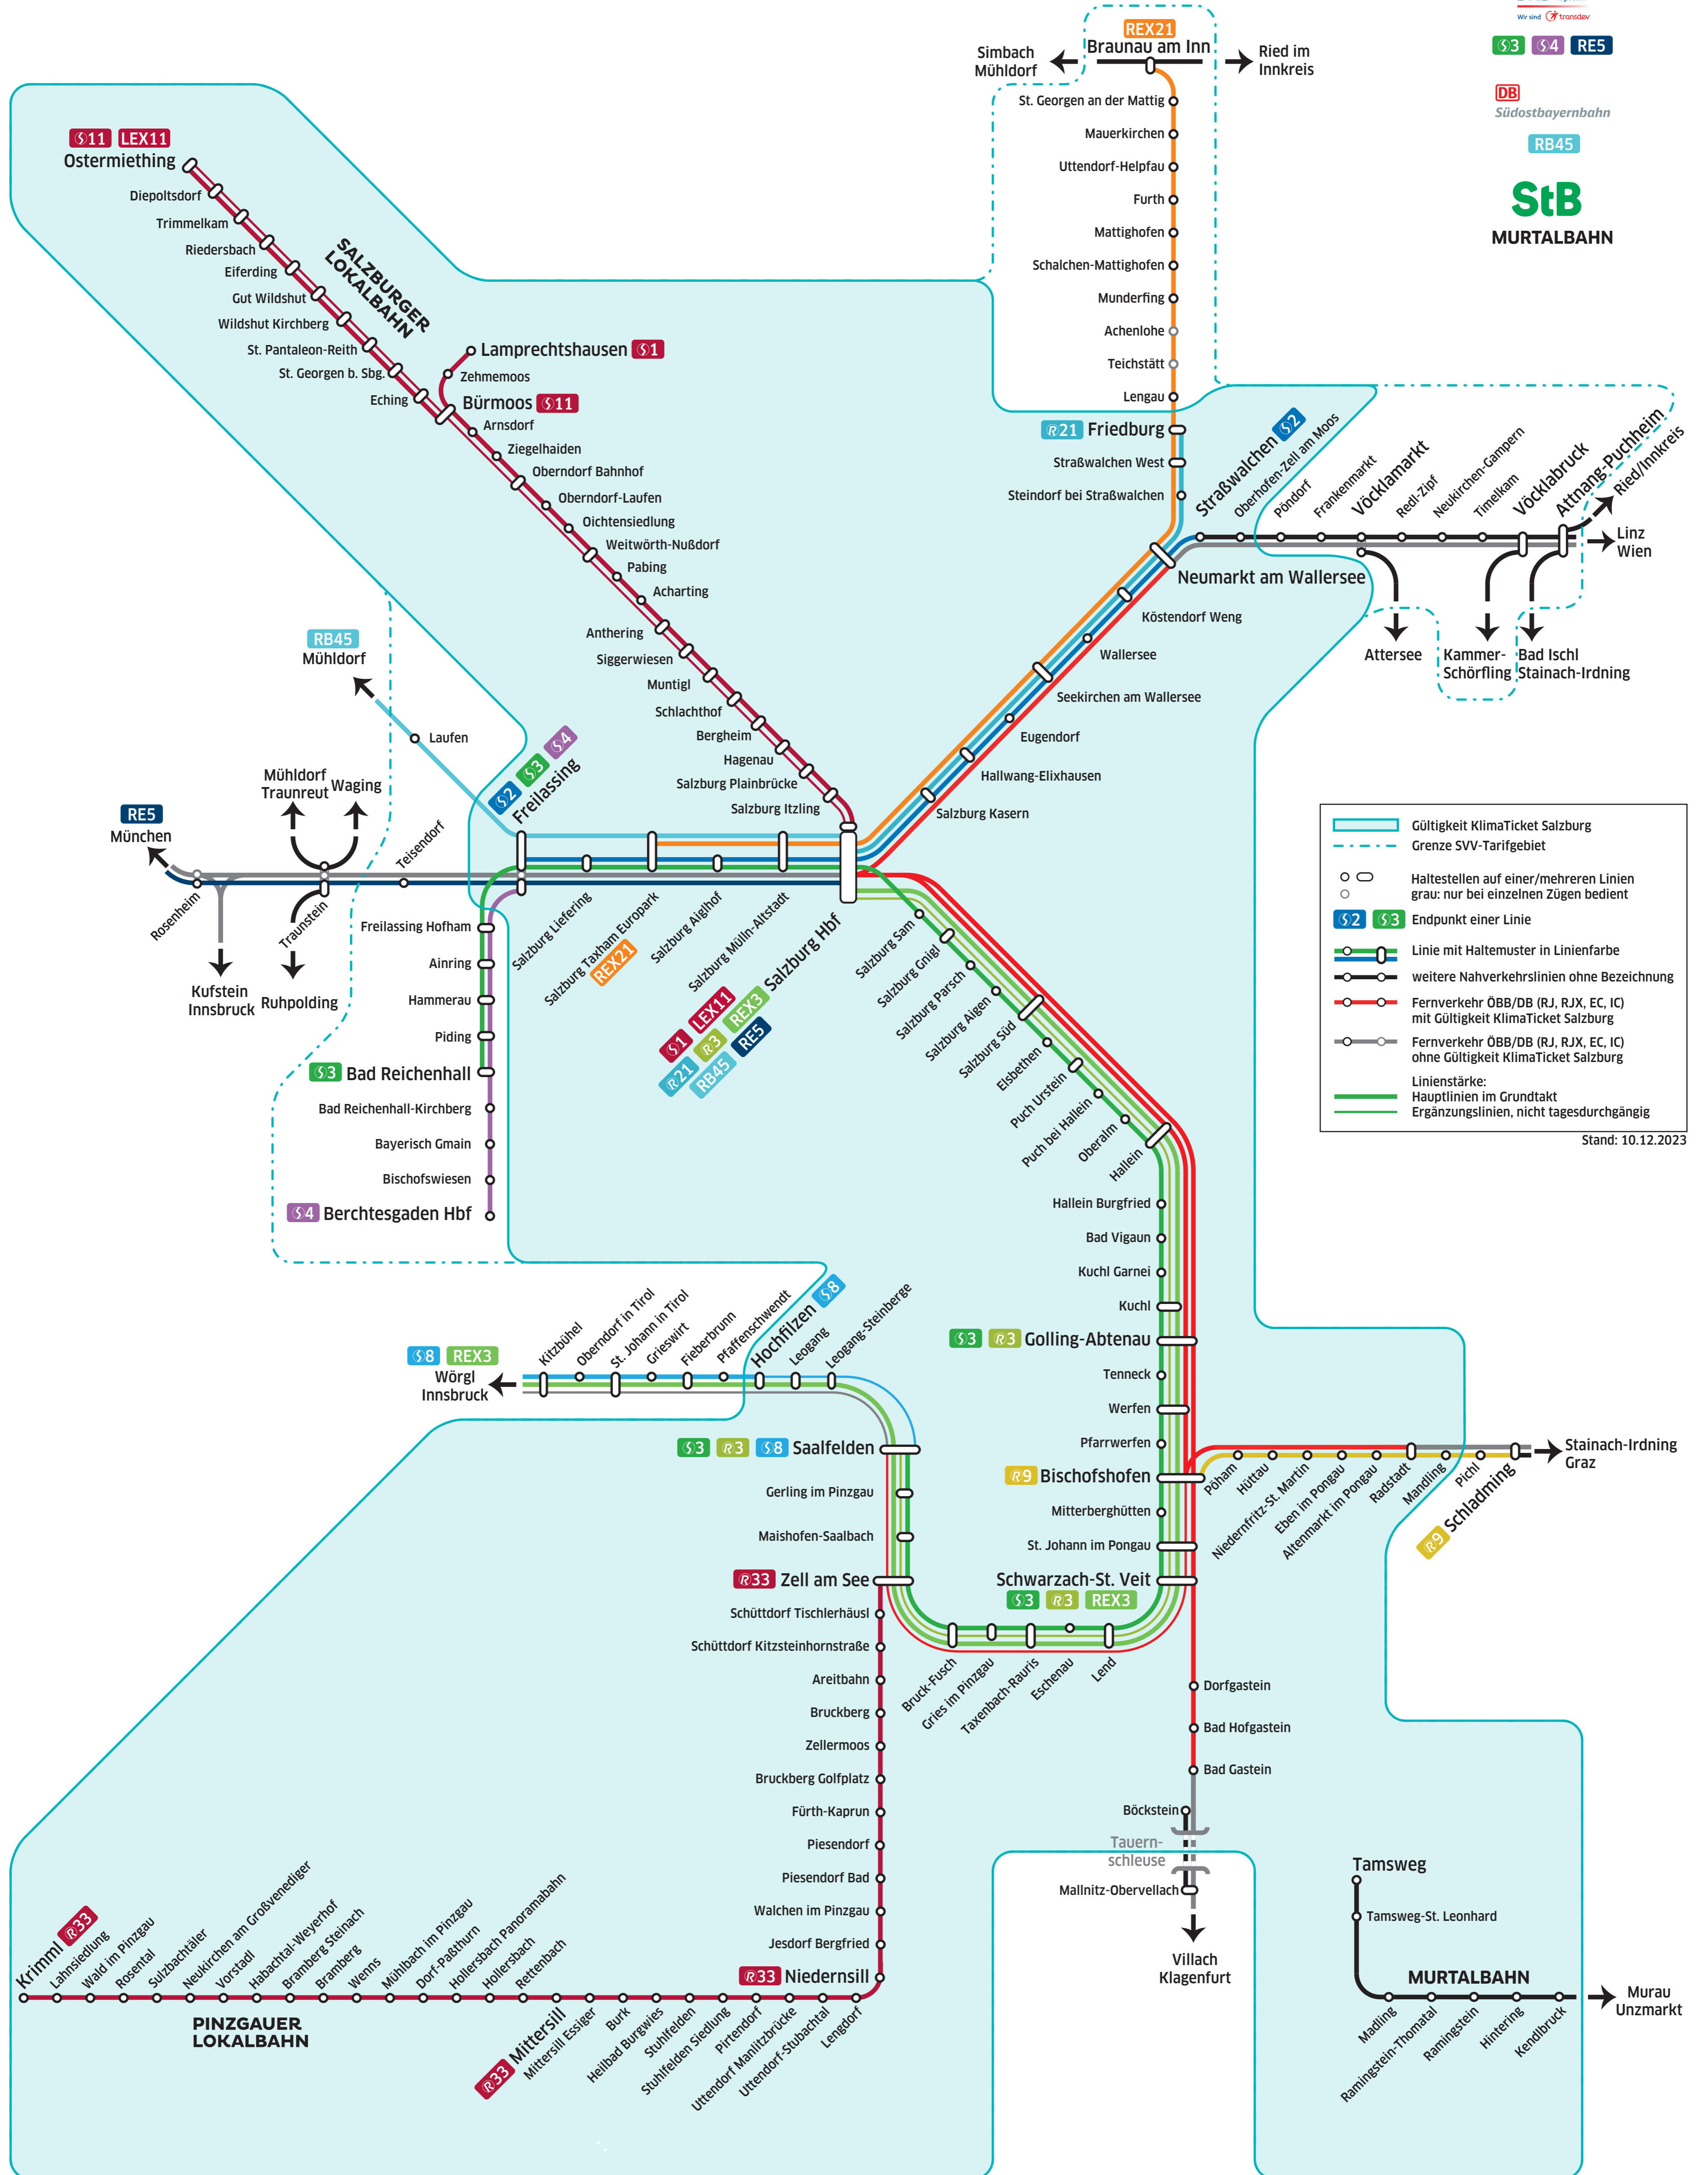 Wir sind transdev
S3 S4 RE5
DB
Südostbayernbahn
RB45
StB
MURTALBAHN
REX21
Braunau am Inn
Simbach
Mühldorf
Ried im
Innkreis
St. Georgen an der Mattig
Mauerkirchen
Uttendorf-Helpfau
Furth
Mattighofen
Schalchen-Mattighofen
Munderfing
Achenlohe
Teichstätt
Lengau
R21 Friedburg
Straßwalchen West
Steindorf bei Straßwalchen
S11 LEX11
Ostermiething
Diepoltsdorf
Trimmelkam
Riedersbach
Eiferding
Gut Wildshut
Wildshut Kirchberg
St. Pantaleon-Reith
St. Georgen b. Sbg.
Eching
SALZBURGER
LOKALBAHN
Lamprechtshausen S1
Zehmemoos
Bürmoos S11
Arnsdorf
Ziegelhaiden
Oberndorf Bahnhof
Oberndorf-Laufen
Oichtensiedlung
Weitwörth-Nußdorf
Pabing
Acharting
Anthering
Siggerwiesen
Muntigl
Schlachthof
Bergheim
Hagenau
Salzburg Plainbrücke
Salzburg Itzling
Straßwalchen S2
Oberhofen-Zell am Moos
Pöndorf
Frankenmarkt
Vöcklamarkt
Redl-Zipf
Neukirchen-Gampern
Timelkam
Vöcklabruck
Attnang-Puchheim
Ried/Innkreis
Linz
Wien
Attersee
Kammer-
Schörfling
Bad Ischl
Stainach-Irdning
Neumarkt am Wallersee
Köstendorf Weng
Wallersee
Seekirchen am Wallersee
Eugendorf
Hallwang-Elixhausen
Salzburg Kasern
RB45
Mühldorf
Laufen
S2 S3 S4
Freilassing
Mühldorf
Traunreut
Waging
RE5
München
Teisendorf
Rosenheim
Traunstein
Kufstein
Innsbruck
Ruhpolding
Salzburg Liefering
Salzburg Taxham Europark
REX21
Salzburg Aiglhof
Salzburg Mülln-Altstadt
Salzburg Hbf
S1 LEX11
R21 R3 REX3
RB45 RE5
Freilassing Hofham
Ainring
Hammerau
Piding
S3 Bad Reichenhall
Bad Reichenhall-Kirchberg
Bayerisch Gmain
Bischofswiesen
S4 Berchtesgaden Hbf
Salzburg Sam
Salzburg Gnigl
Salzburg Parsch
Salzburg Aigen
Salzburg Süd
Elsbethen
Puch Urstein
Puch bei Hallein
Oberalm
Hallein
Hallein Burgfried
Bad Vigaun
Kuchl Garnei
Kuchl
S3 R3 Golling-Abtenau
Tenneck
Werfen
Pfarrwerfen
R9 Bischofshofen
Mitterberghütten
St. Johann im Pongau
Schwarzach-St. Veit
S3 R3 REX3
Gültigkeit KlimaTicket Salzburg
Grenze SVV-Tarifgebiet
Haltestellen auf einer/mehreren Linien
grau: nur bei einzelnen Zügen bedient
S2 S3 Endpunkt einer Linie
Linie mit Haltemuster in Linienfarbe
weitere Nahverkehrslinien ohne Bezeichnung
Fernverkehr ÖBB/DB (RJ, RJX, EC, IC)
mit Gültigkeit KlimaTicket Salzburg
Fernverkehr ÖBB/DB (RJ, RJX, EC, IC)
ohne Gültigkeit KlimaTicket Salzburg
Linienstärke:
Hauptlinien im Grundtakt
Ergänzungslinien, nicht tagesdurchgängig
Stand: 10.12.2023
S8 REX3
Wörgl
Innsbruck
Kitzbühel
Oberndorf in Tirol
St. Johann in Tirol
Grieswirt
Fieberbrunn
Pfaffenschwendt
Hochfilzen S8
Leogang
Leogang-Steinberge
S3 R3 S8 Saalfelden
Gerling im Pinzgau
Maishofen-Saalbach
R33 Zell am See
Pöham
Hüttau
Niedernfritz-St. Martin
Eben im Pongau
Altenmarkt im Pongau
Radstadt
Mandling
Pichl
R9 Schladming
Stainach-Irdning
Graz
Bruck-Fusch
Gries im Pinzgau
Taxenbach-Rauris
Eschenau
Lend
Dorfgastein
Bad Hofgastein
Bad Gastein
Böckstein
Tauern-
schleuse
Mallnitz-Obervellach
Villach
Klagenfurt
Schüttdorf Tischlerhäusl
Schüttdorf Kitzsteinhornstraße
Areitbahn
Bruckberg
Zellermoos
Bruckberg Golfplatz
Fürth-Kaprun
Piesendorf
Piesendorf Bad
Walchen im Pinzgau
Jesdorf Bergfried
R33 Niedernsill
Krimml R33
Lahnsiedlung
Wald im Pinzgau
Rosental
Sulzbachtäler
Neukirchen am Großvenediger
Vorstadl
Habachtal-Weyerhof
Bramberg Steinach
Bramberg
Wenns
Mühlbach im Pinzgau
Dorf-Paßthurn
Hollersbach Panoramabahn
Hollersbach
Rettenbach
R33 Mittersill
Mittersill Essiger
Burk
Heilbad Burgwies
Stuhlfelden
Stuhlfelden Siedlung
Pirtendorf
Uttendorf Manlitzbrücke
Uttendorf-Stubachtal
Lengdorf
PINZGAUER
LOKALBAHN
Tamsweg
Tamsweg-St. Leonhard
MURTALBAHN
Madling
Ramingstein-Thomatal
Ramingstein
Hintering
Kendlbruck
Murau
Unzmarkt